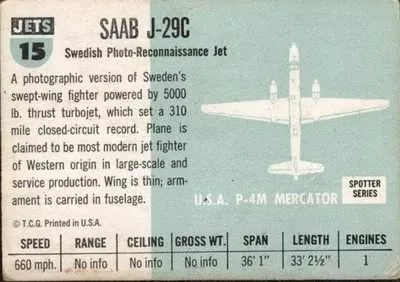 JETS
15
SAAB J-29C
Swedish Photo-Reconnaissance Jet
A photographic version of Sweden's
swept-wing fighter powered by 5000
lb. thrust turbojet, which set a 310
mile closed-circuit record. Plane is
claimed to be most modern jet fighter
of Western origin in large-scale and
service production. Wing is thin; arm-
ament is carried in fuselage.
© T.C.G. Printed in U.S.A.
U.S.A. P-4M MERCATOR
SPOTTER
SERIES
SPEED RANGE CEILING GROSS WT. SPAN LENGTH ENGINES
660 mph. No info No info No info 36' 1" 33' 2½" 1